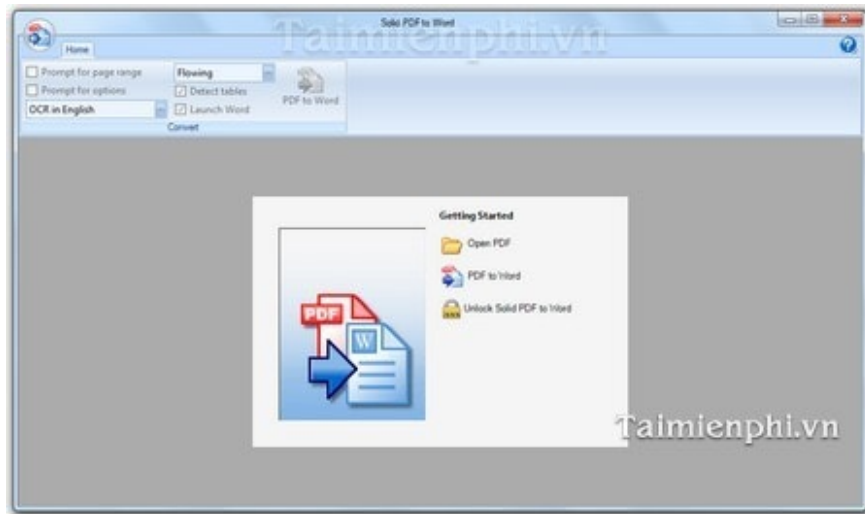 Solid PDF to Word
Taimienphi.vn
Home
Prompt for page range
Prompt for options
OCR in English
Flowing
Detect tables
Launch Word
PDF to Word
Convert
Getting Started
Open PDF
PDF to Word
Unlock Solid PDF to Word
PDF
W
Taimienphi.vn